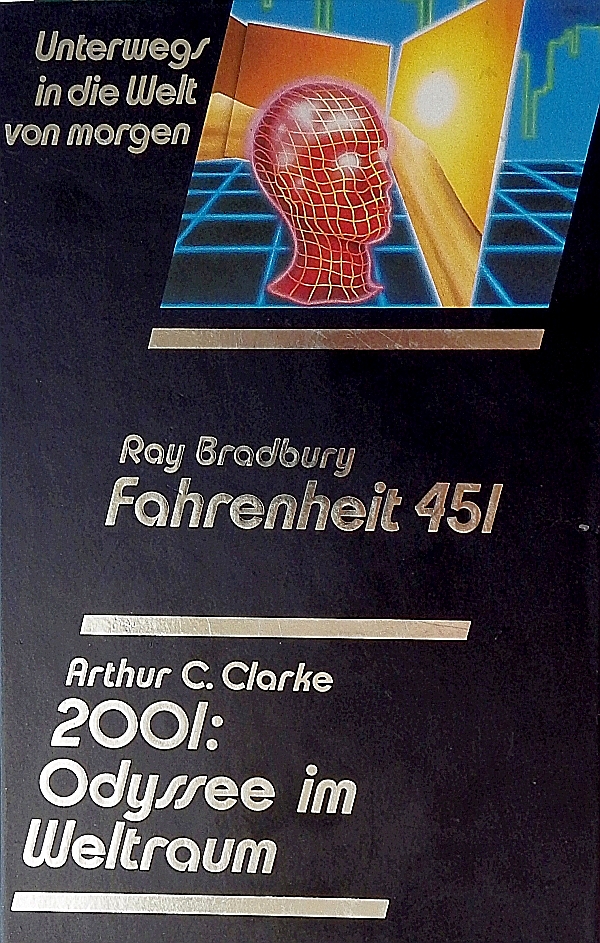 Unterwegs
in die Welt
von morgen
Ray Bradbury
Fahrenheit 451
Arthur C. Clarke
2001:
Odyssee im
Weltraum